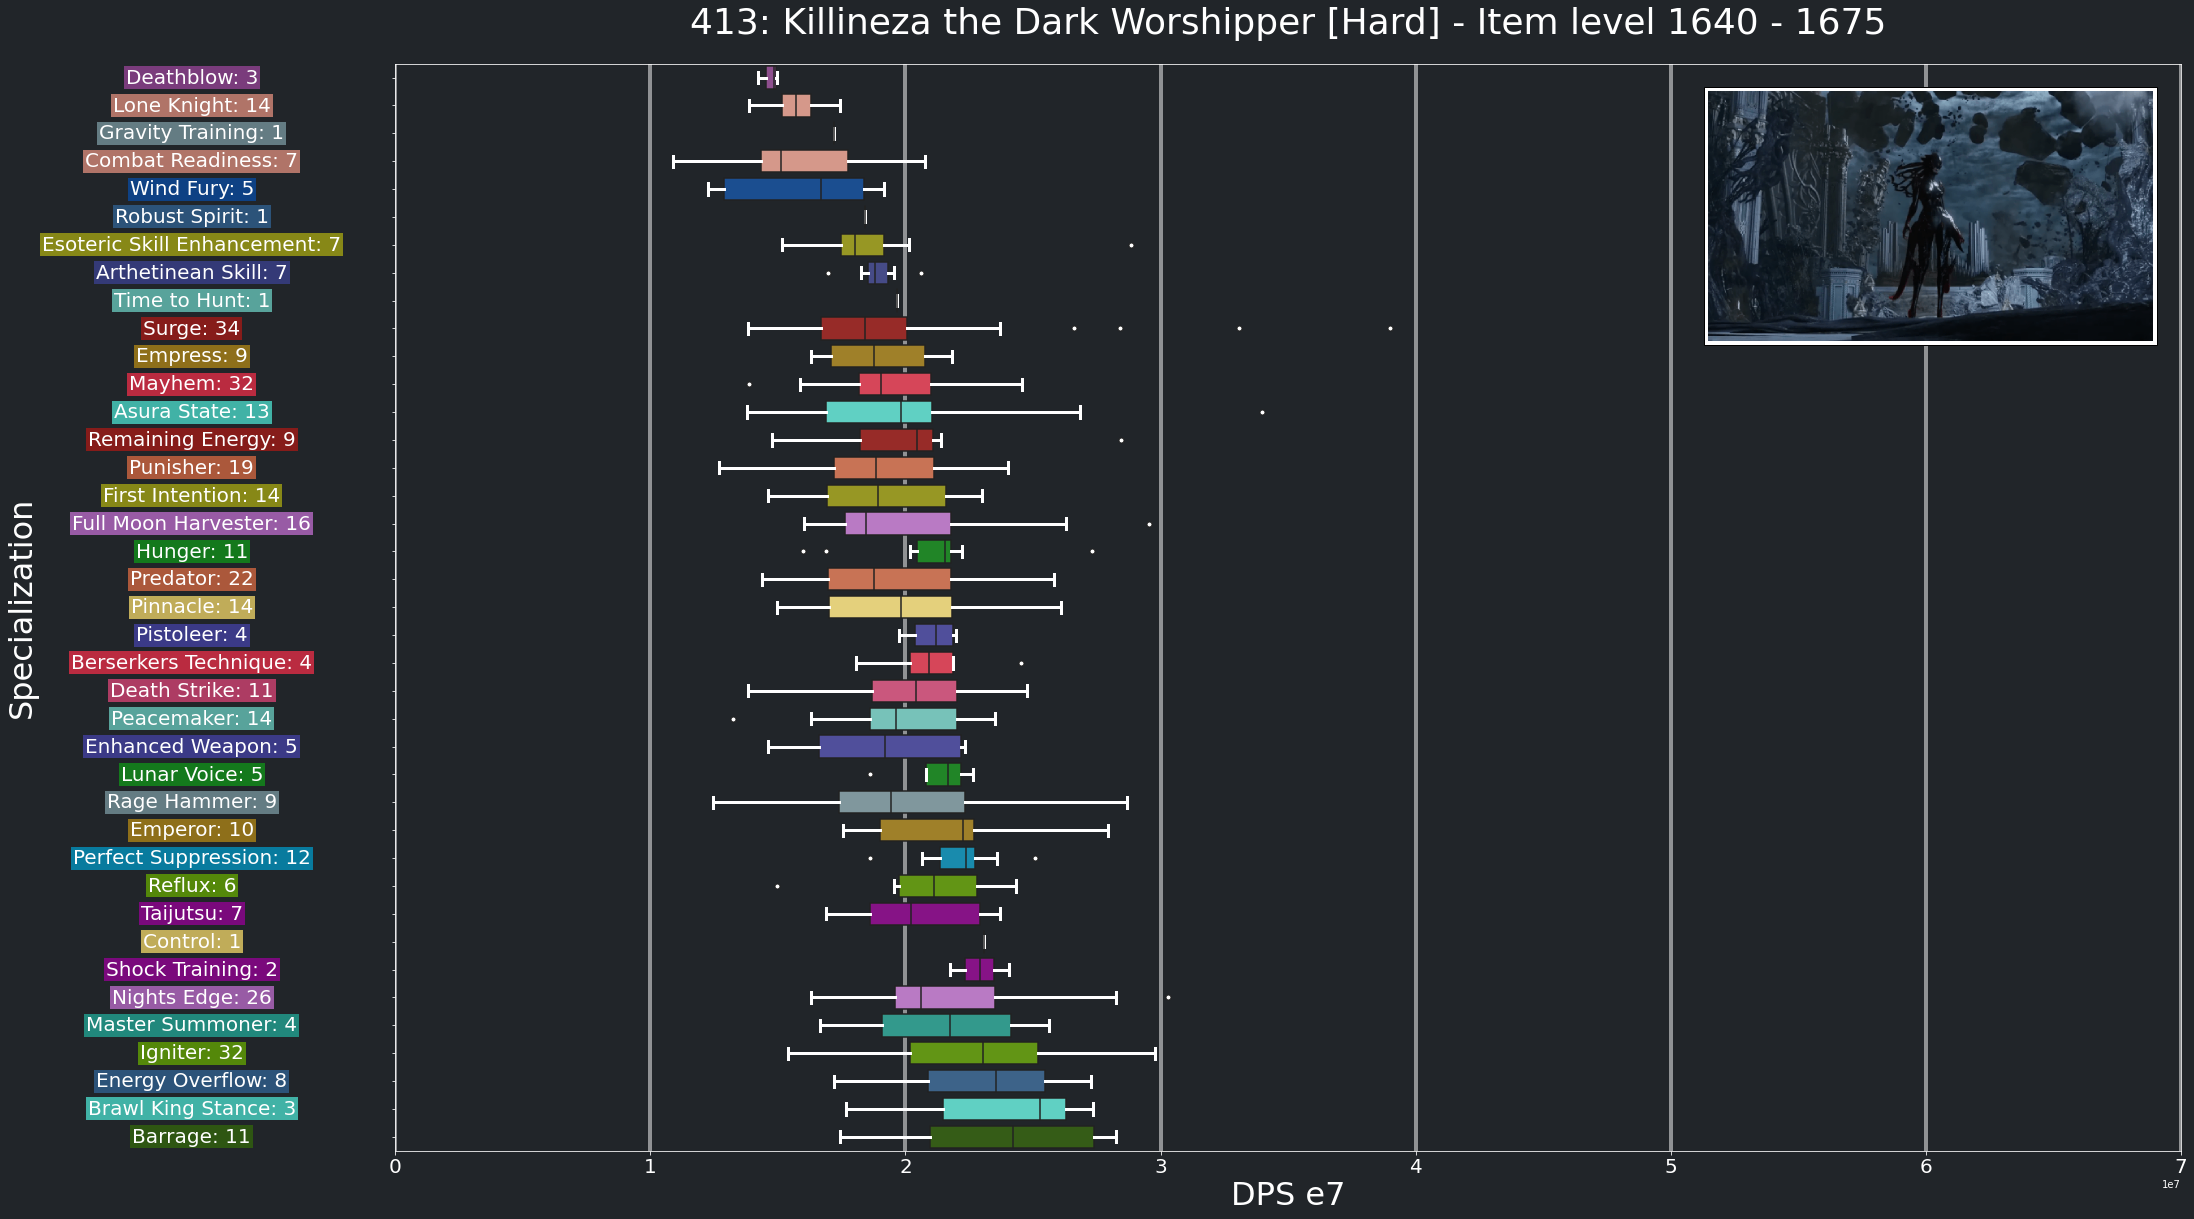 413: Killineza the Dark Worshipper [Hard] - Item level 1640 - 1675
Specialization
Deathblow: 3
Lone Knight: 14
Gravity Training: 1
Combat Readiness: 7
Wind Fury: 5
Robust Spirit: 1
Esoteric Skill Enhancement: 7
Arthetinean Skill: 7
Time to Hunt: 1
Surge: 34
Empress: 9
Mayhem: 32
Asura State: 13
Remaining Energy: 9
Punisher: 19
First Intention: 14
Full Moon Harvester: 16
Hunger: 11
Predator: 22
Pinnacle: 14
Pistoleer: 4
Berserkers Technique: 4
Death Strike: 11
Peacemaker: 14
Enhanced Weapon: 5
Lunar Voice: 5
Rage Hammer: 9
Emperor: 10
Perfect Suppression: 12
Reflux: 6
Taijutsu: 7
Control: 1
Shock Training: 2
Nights Edge: 26
Master Summoner: 4
Igniter: 32
Energy Overflow: 8
Brawl King Stance: 3
Barrage: 11
0 1 2 3 4 5 6 7
1e7
DPS e7